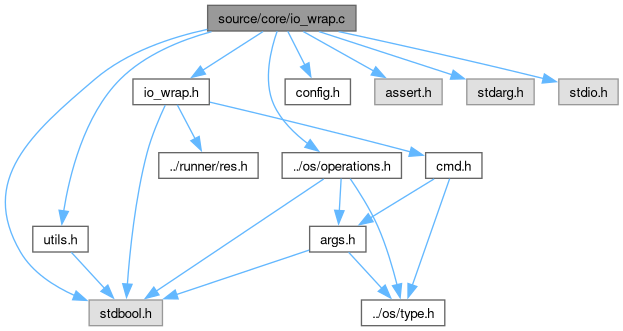 source/core/io_wrap.c
io_wrap.h
config.h
assert.h
stdarg.h
stdio.h
../runner/res.h
../os/operations.h
cmd.h
utils.h
args.h
stdbool.h
../os/type.h